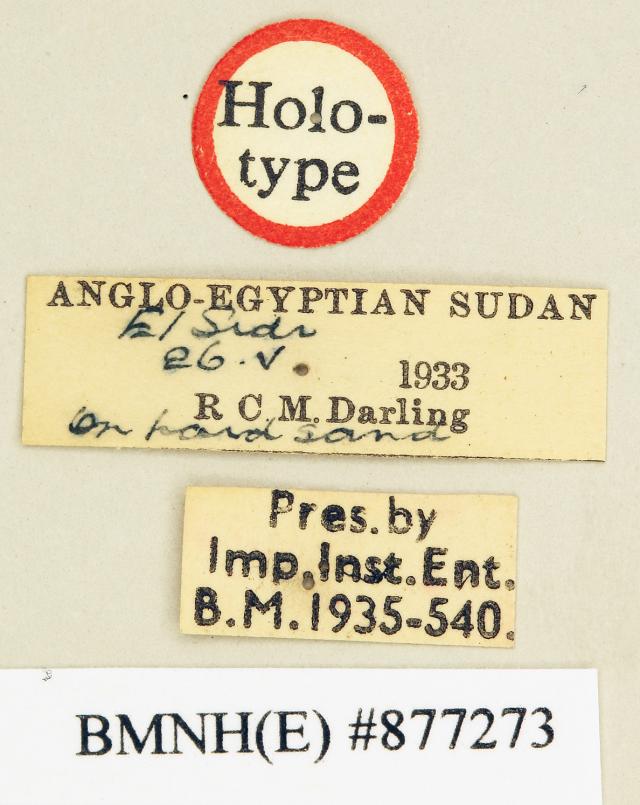 Holo-
type
ANGLO-EGYPTIAN SUDAN
El Sidr
26.V. 1933
R C.M. Darling
On hard sand
Pres. by
Imp. Inst. Ent.
B.M. 1935-540.
BMNH(E) #877273